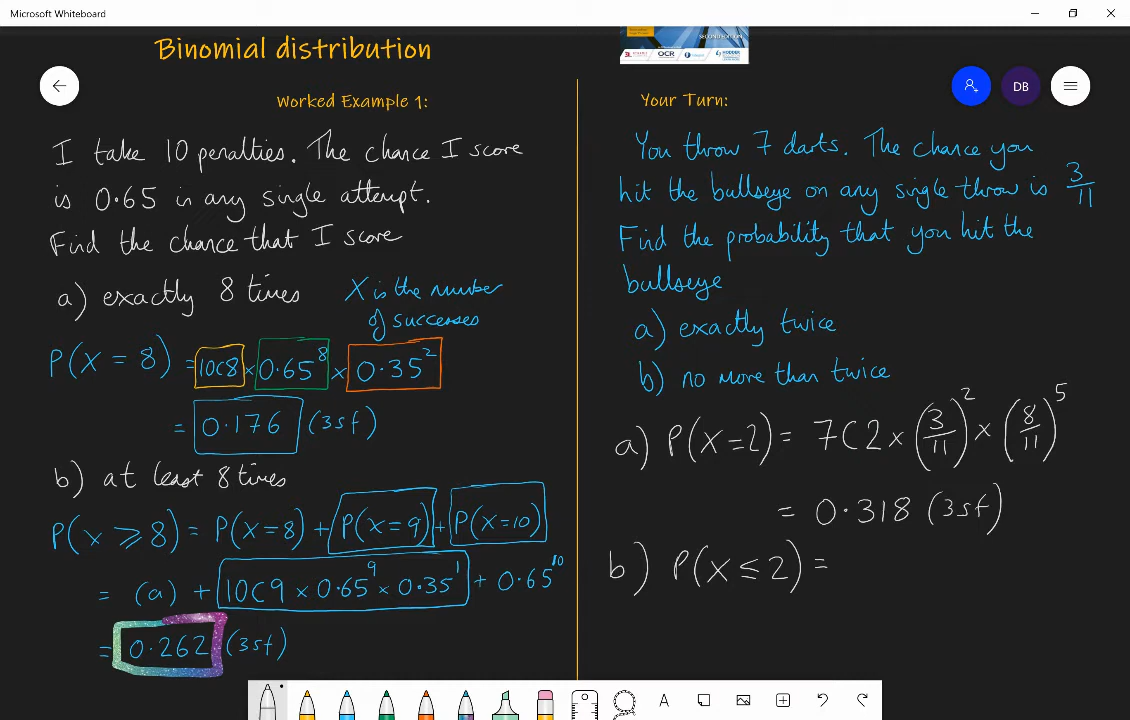 Microsoft Whiteboard
Binomial distribution
SECOND EDITION
OCR
HODDER
Worked Example 1:
I take 10 penalties. The chance I score
is 0.65 in any single attempt.
Find the chance that I score
a) exactly 8 times
X is the number
of successes
P(X = 8) = 10C8 × 0.65^8 × 0.35^2
= 0.176 (3sf)
b) at least 8 times
P(X ≥ 8) = P(X=8) + P(X=9) + P(X=10)
= (a) + 10C9 × 0.65^9 × 0.35^1 + 0.65^10
= 0.262 (3sf)
Your Turn:
DB
You throw 7 darts. The chance you
hit the bullseye on any single throw is 3/11
Find the probability that you hit the
bullseye
a) exactly twice
b) no more than twice
a) P(X=2) = 7C2 × (3/11)^2 × (8/11)^5
= 0.318 (3sf)
b) P(X ≤ 2) =
A